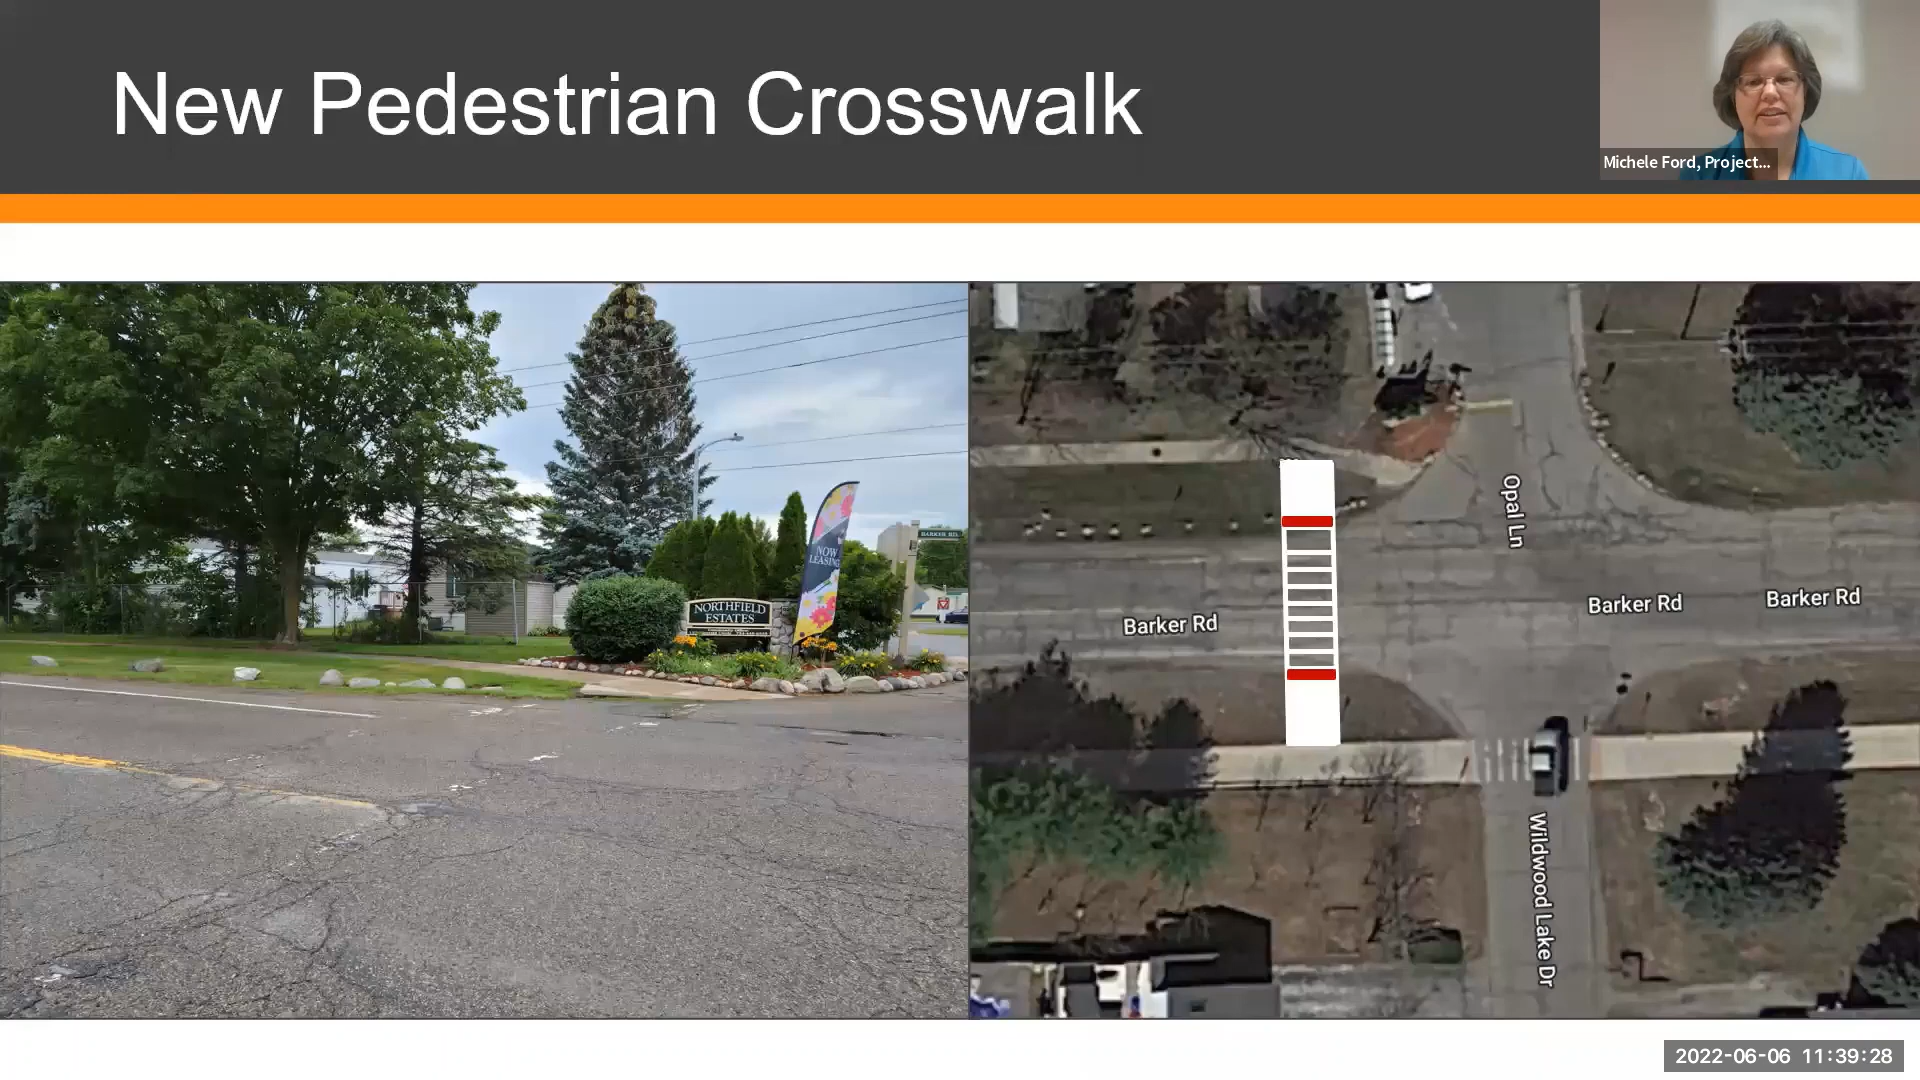 New Pedestrian Crosswalk
Michele Ford, Project...
NOW
LEASING
BARKER RD.
NORTHFIELD
ESTATES
Opal Ln
Barker Rd
Barker Rd
Barker Rd
Wildwood Lake Dr
2022-06-06 11:39:28